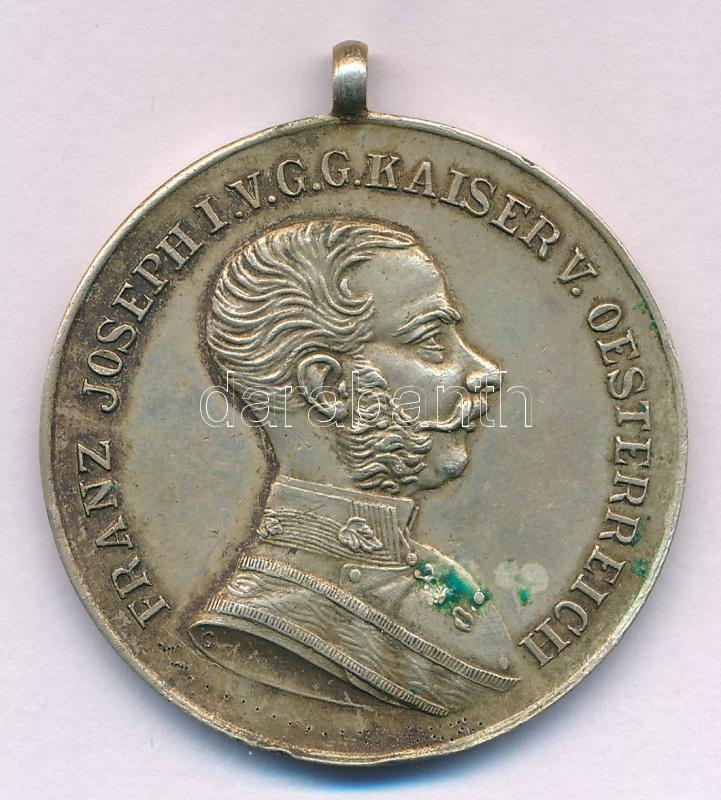 FRANZ JOSEPH I.V.G.G.KAISER V. OESTERREICH
darabanth